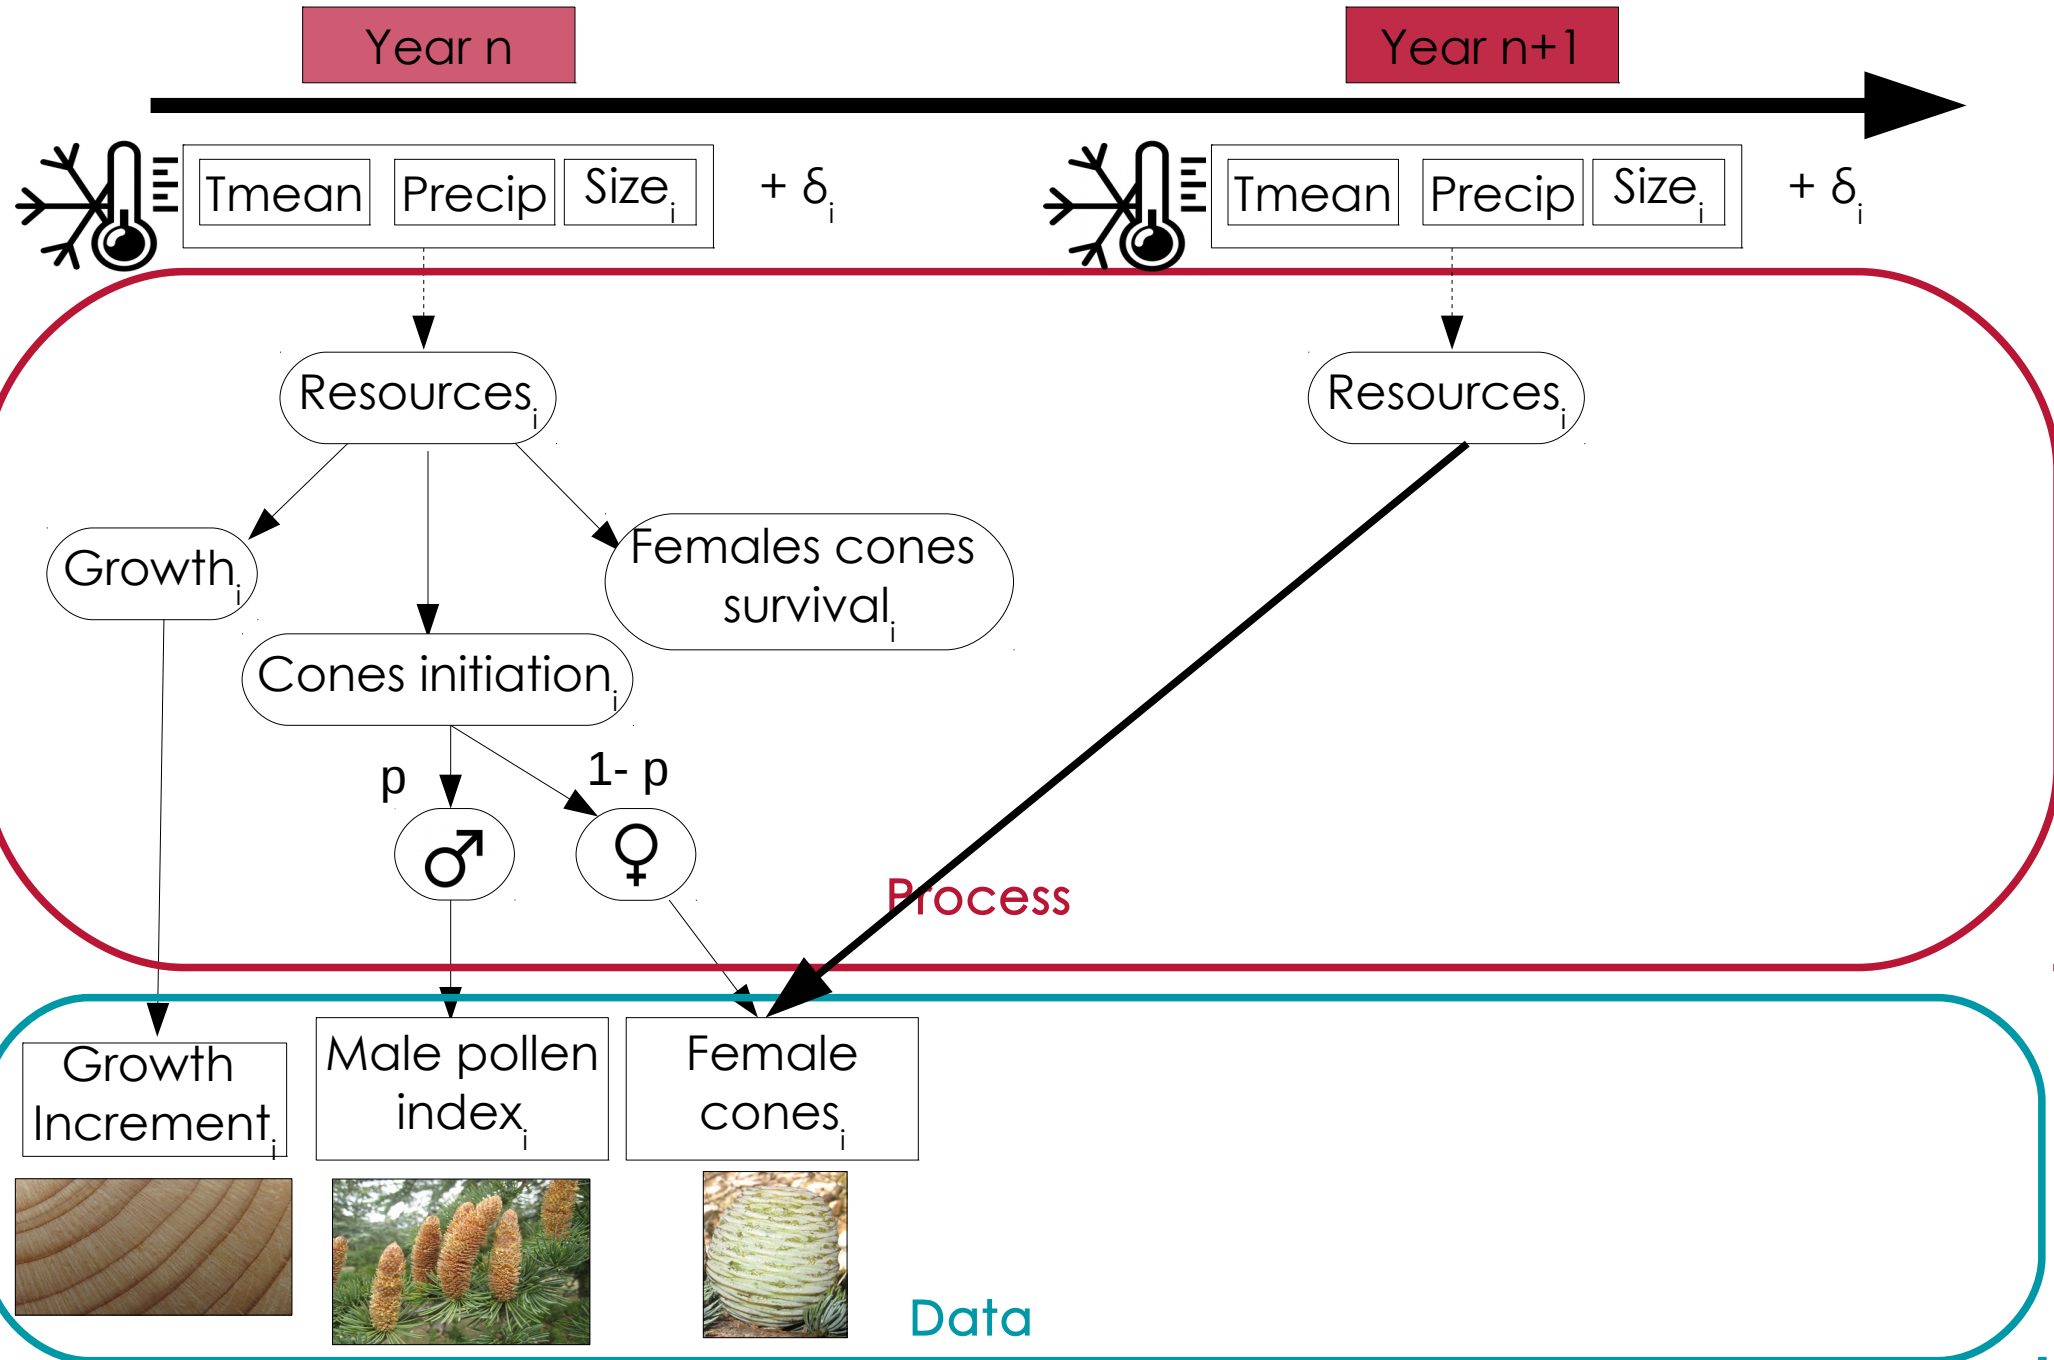 Year n
Year n+1
Tmean Precip Sizei + δi
Tmean Precip Sizei + δi
Resourcesi
Resourcesi
Growthi
Females cones
survivali
Cones initiationi
p
1- p
♂
♀
Process
Growth
Incrementi
Male pollen
indexi
Female
conesi
Data